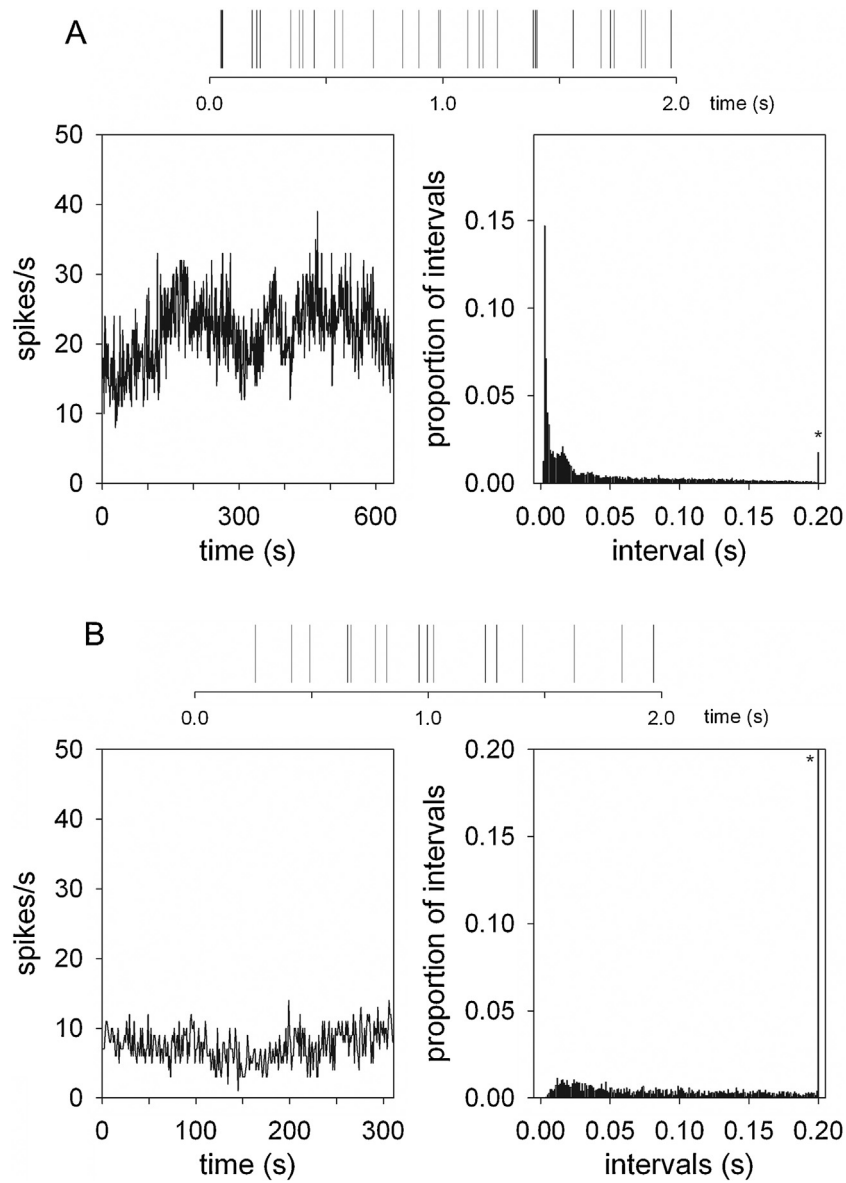 A
0.0 1.0 2.0 time (s)
50
40
30
20
10
0
spikes/s
0 300 600
time (s)
0.15
0.10
0.05
0.00
proportion of intervals
*
0.00 0.05 0.10 0.15 0.20
interval (s)
B
0.0 1.0 2.0 time (s)
50
40
30
20
10
0
spikes/s
0 100 200 300
time (s)
0.20
0.15
0.10
0.05
0.00
proportion of intervals
*
0.00 0.05 0.10 0.15 0.20
intervals (s)